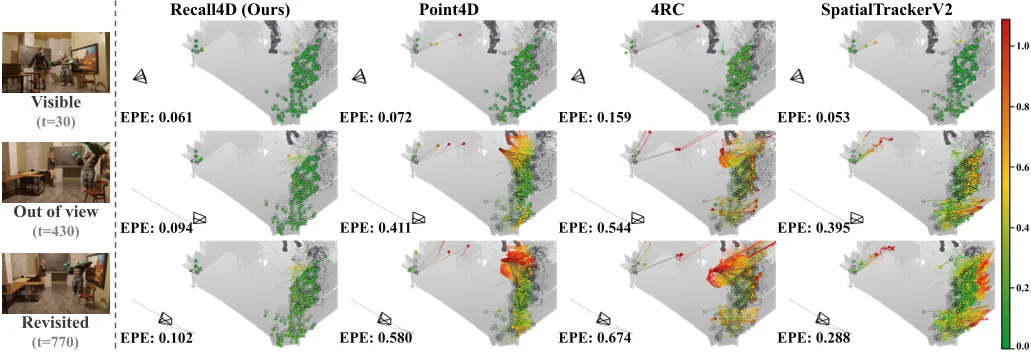 Recall4D (Ours) Point4D 4RC SpatialTrackerV2
Visible
(t=30)
EPE: 0.061 EPE: 0.072 EPE: 0.159 EPE: 0.053
Out of view
(t=430)
EPE: 0.094 EPE: 0.411 EPE: 0.544 EPE: 0.395
Revisited
(t=770)
EPE: 0.102 EPE: 0.580 EPE: 0.674 EPE: 0.288
1.0
0.8
0.6
0.4
0.2
0.0